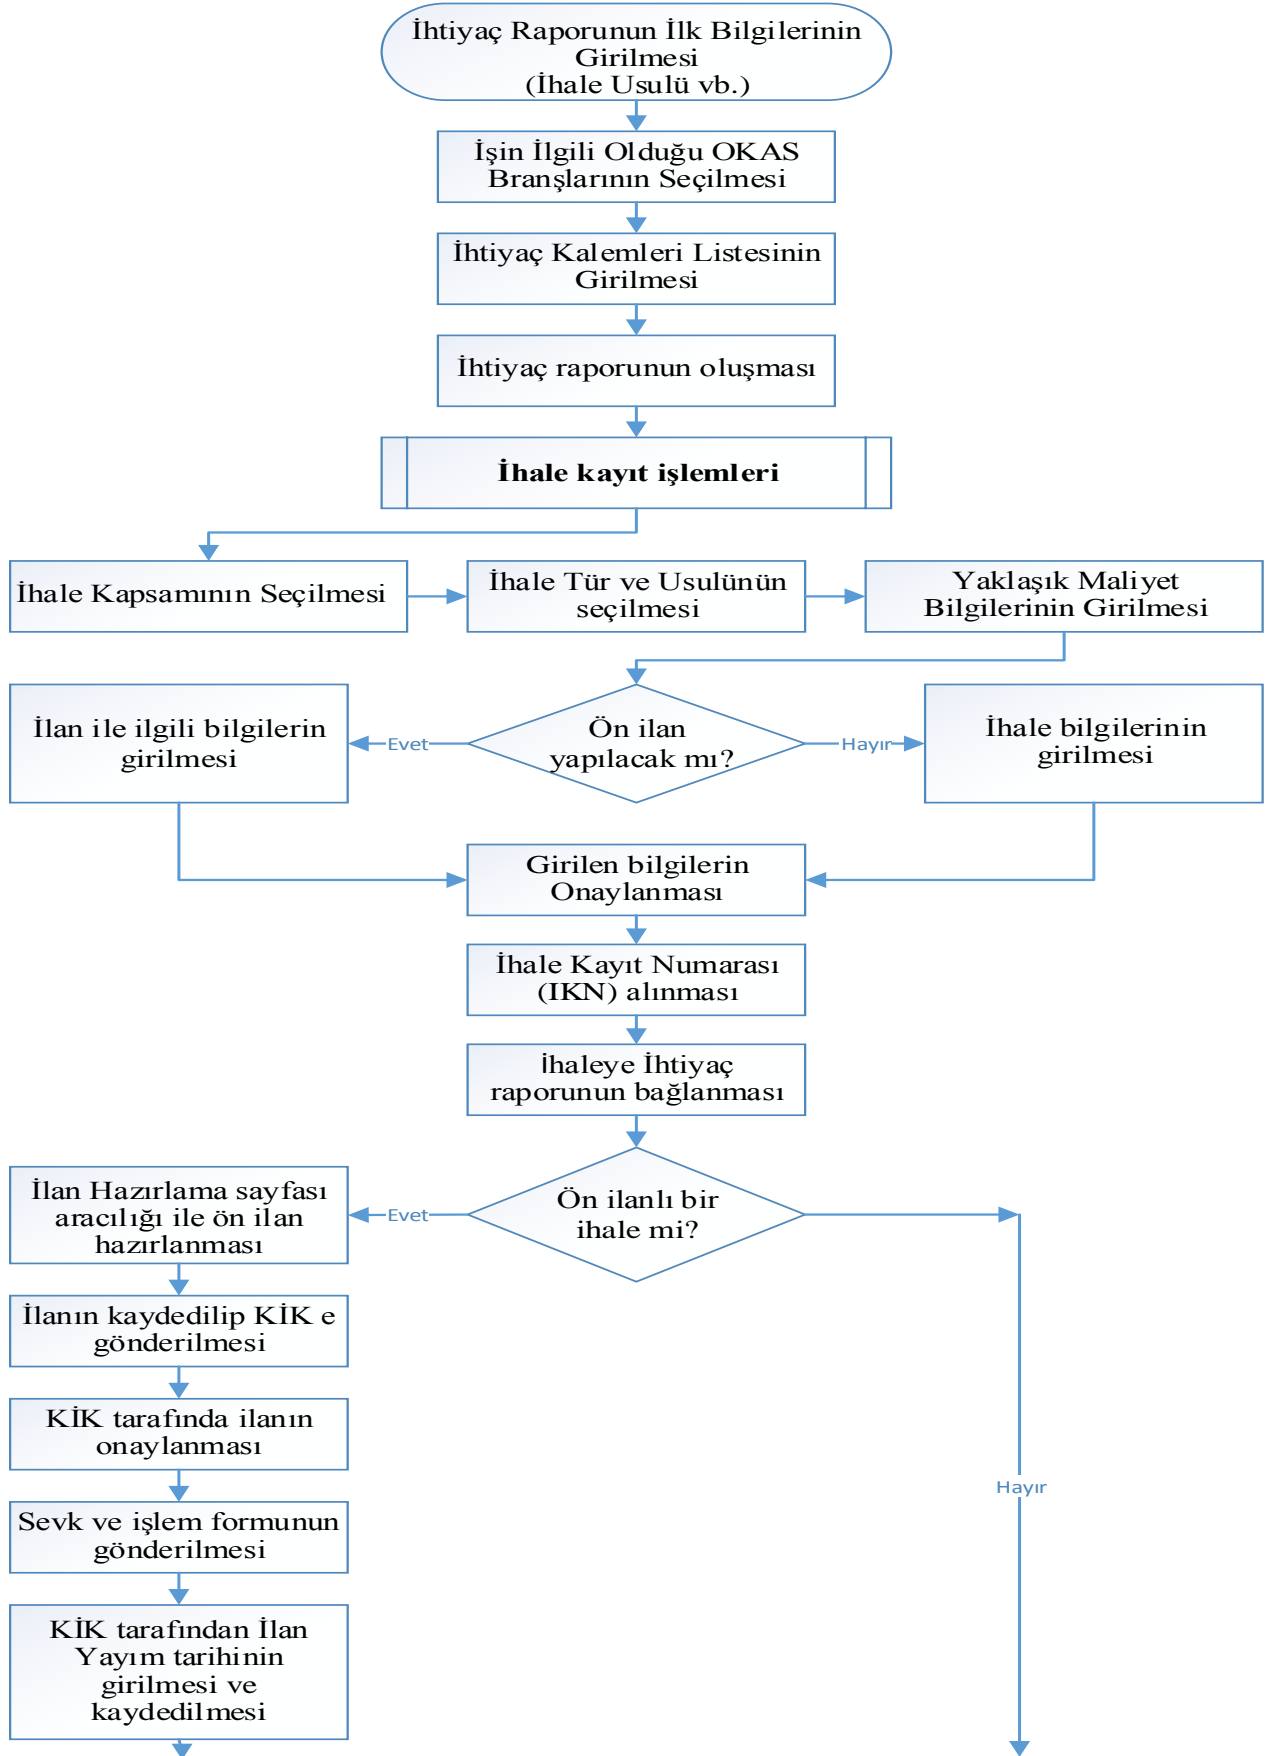 İhtiyaç Raporunun İlk Bilgilerinin
Girilmesi
(İhale Usulü vb.)
İşin İlgili Olduğu OKAS
Branşlarının Seçilmesi
İhtiyaç Kalemleri Listesinin
Girilmesi
İhtiyaç raporunun oluşması
İhale kayıt işlemleri
İhale Kapsamının Seçilmesi
İhale Tür ve Usulünün
seçilmesi
Yaklaşık Maliyet
Bilgilerinin Girilmesi
İlan ile ilgili bilgilerin
girilmesi
Evet
Ön ilan
yapılacak mı?
Hayır
İhale bilgilerinin
girilmesi
Girilen bilgilerin
Onaylanması
İhale Kayıt Numarası
(IKN) alınması
İhaleye İhtiyaç
raporunun bağlanması
İlan Hazırlama sayfası
aracılığı ile ön ilan
hazırlanması
Evet
Ön ilanlı bir
ihale mi?
İlanın kaydedilip KİK e
gönderilmesi
KİK tarafında ilanın
onaylanması
Hayır
Sevk ve işlem formunun
gönderilmesi
KİK tarafından İlan
Yayım tarihinin
girilmesi ve
kaydedilmesi